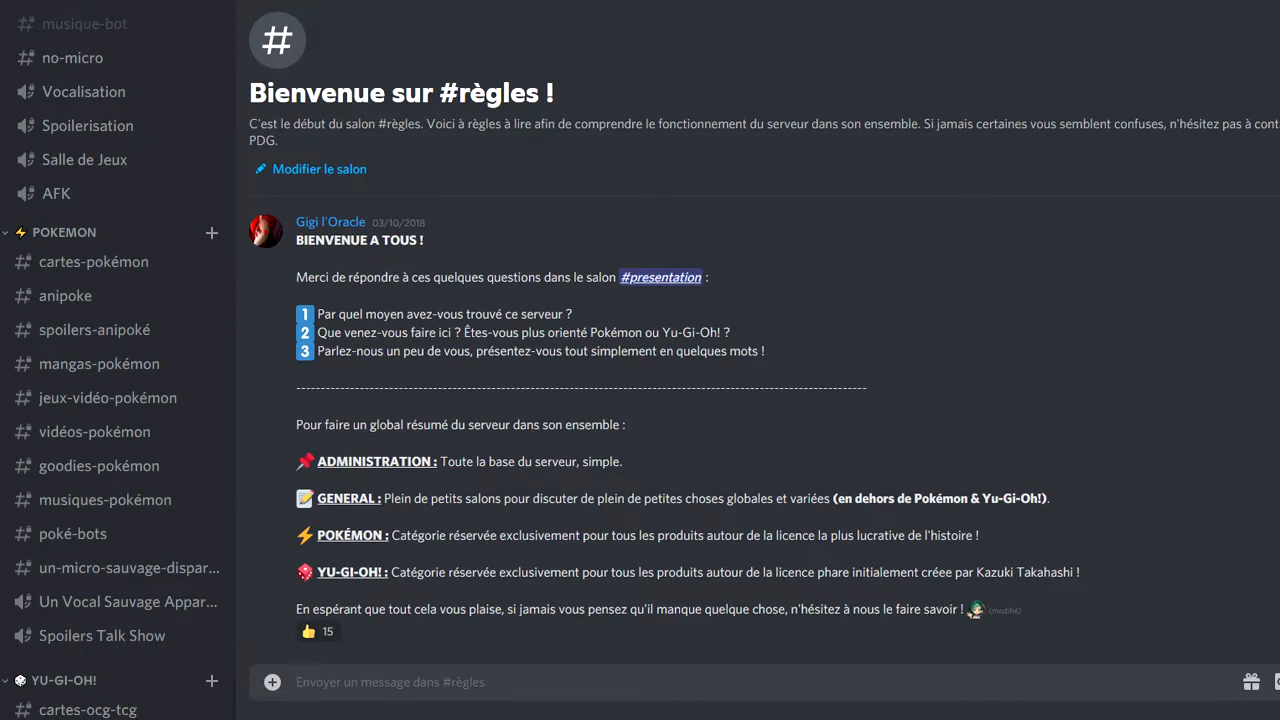 musique-bot
no-micro
Vocalisation
Spoilerisation
Salle de Jeux
AFK
POKEMON
cartes-pokémon
anipoke
spoilers-anipoké
mangas-pokémon
jeux-vidéo-pokémon
vidéos-pokémon
goodies-pokémon
musiques-pokémon
poké-bots
un-micro-sauvage-dispar...
Un Vocal Sauvage Appar...
Spoilers Talk Show
YU-GI-OH!
cartes-ocg-tcg
Bienvenue sur #règles !
C'est le début du salon #règles. Voici à règles à lire afin de comprendre le fonctionnement du serveur dans son ensemble. Si jamais certaines vous semblent confuses, n'hésitez pas à cont
PDG.
Modifier le salon
Gigi l'Oracle 03/10/2018
BIENVENUE A TOUS !
Merci de répondre à ces quelques questions dans le salon #presentation :
1 Par quel moyen avez-vous trouvé ce serveur ?
2 Que venez-vous faire ici ? Êtes-vous plus orienté Pokémon ou Yu-Gi-Oh! ?
3 Parlez-nous un peu de vous, présentez-vous tout simplement en quelques mots !
Pour faire un global résumé du serveur dans son ensemble :
ADMINISTRATION : Toute la base du serveur, simple.
GENERAL : Plein de petits salons pour discuter de plein de petites choses globales et variées (en dehors de Pokémon & Yu-Gi-Oh!).
POKÉMON : Catégorie réservée exclusivement pour tous les produits autour de la licence la plus lucrative de l'histoire !
YU-GI-OH! : Catégorie réservée exclusivement pour tous les produits autour de la licence phare initialement créee par Kazuki Takahashi !
En espérant que tout cela vous plaise, si jamais vous pensez qu'il manque quelque chose, n'hésitez à nous le faire savoir ! (modifié)
15
Envoyer un message dans #règles